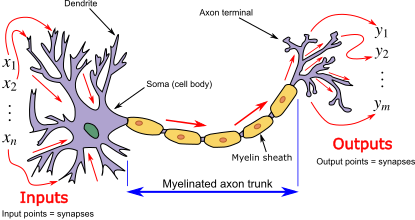 Dendrite
Axon terminal
x1
x2
⋮
xn
y1
y2
⋮
ym
Soma (cell body)
Myelin sheath
Myelinated axon trunk
Inputs
Input points = synapses
Outputs
Output points = synapses